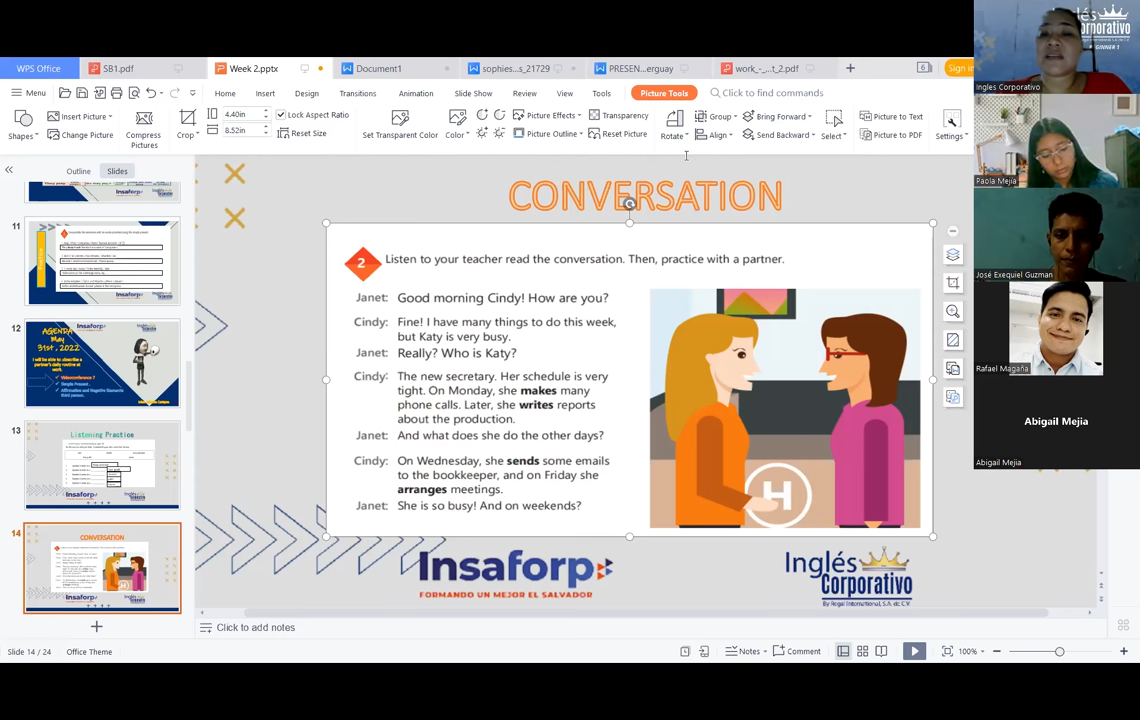 WPS Office
SB1.pdf
Week 2.pptx
Document1
sophies...s_21729
PRESEN...erguay
work_-_...t_2.pdf
Sign in
Menu
Home
Insert
Design
Transitions
Animation
Slide Show
Review
View
Tools
Picture Tools
Click to find commands
Shapes
Insert Picture
Change Picture
Compress Pictures
Crop
4.40in
8.52in
Lock Aspect Ratio
Reset Size
Set Transparent Color
Color
Picture Effects
Picture Outline
Transparency
Reset Picture
Rotate
Group
Align
Bring Forward
Send Backward
Select
Picture to Text
Picture to PDF
Settings
Outline
Slides
11
12
AGENDA
May
31st, 2022
13
Listening Practice
14
CONVERSATION
CONVERSATION
2 Listen to your teacher read the conversation. Then, practice with a partner.
Janet: Good morning Cindy! How are you?
Cindy: Fine! I have many things to do this week,
but Katy is very busy.
Janet: Really? Who is Katy?
Cindy: The new secretary. Her schedule is very
tight. On Monday, she makes many
phone calls. Later, she writes reports
about the production.
Janet: And what does she do the other days?
Cindy: On Wednesday, she sends some emails
to the bookkeeper, and on Friday she
arranges meetings.
Janet: She is so busy! And on weekends?
H
Insaforp
FORMANDO UN MEJOR EL SALVADOR
Inglés
Corporativo
By Regal International, S.A. de C.V.
Click to add notes
Slide 14 / 24
Office Theme
Notes
Comment
100%
Ingles Corporativo
Paola Mejía
José Exequiel Guzman
Rafael Magaña
Abigail Mejia
Abigail Mejia